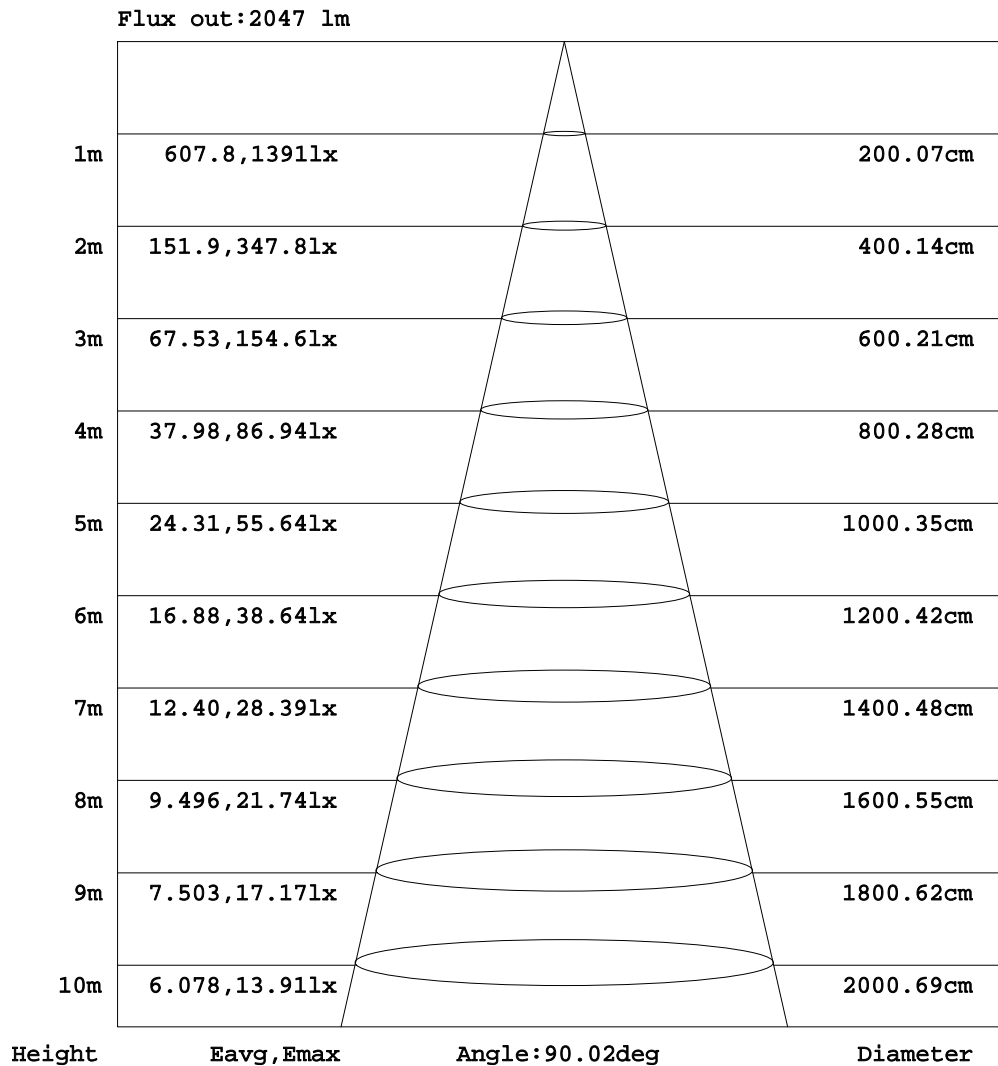 Flux out:2047 lm
1m 607.8,1391lx 200.07cm
2m 151.9,347.8lx 400.14cm
3m 67.53,154.6lx 600.21cm
4m 37.98,86.94lx 800.28cm
5m 24.31,55.64lx 1000.35cm
6m 16.88,38.64lx 1200.42cm
7m 12.40,28.39lx 1400.48cm
8m 9.496,21.74lx 1600.55cm
9m 7.503,17.17lx 1800.62cm
10m 6.078,13.91lx 2000.69cm
Height Eavg,Emax Angle:90.02deg Diameter